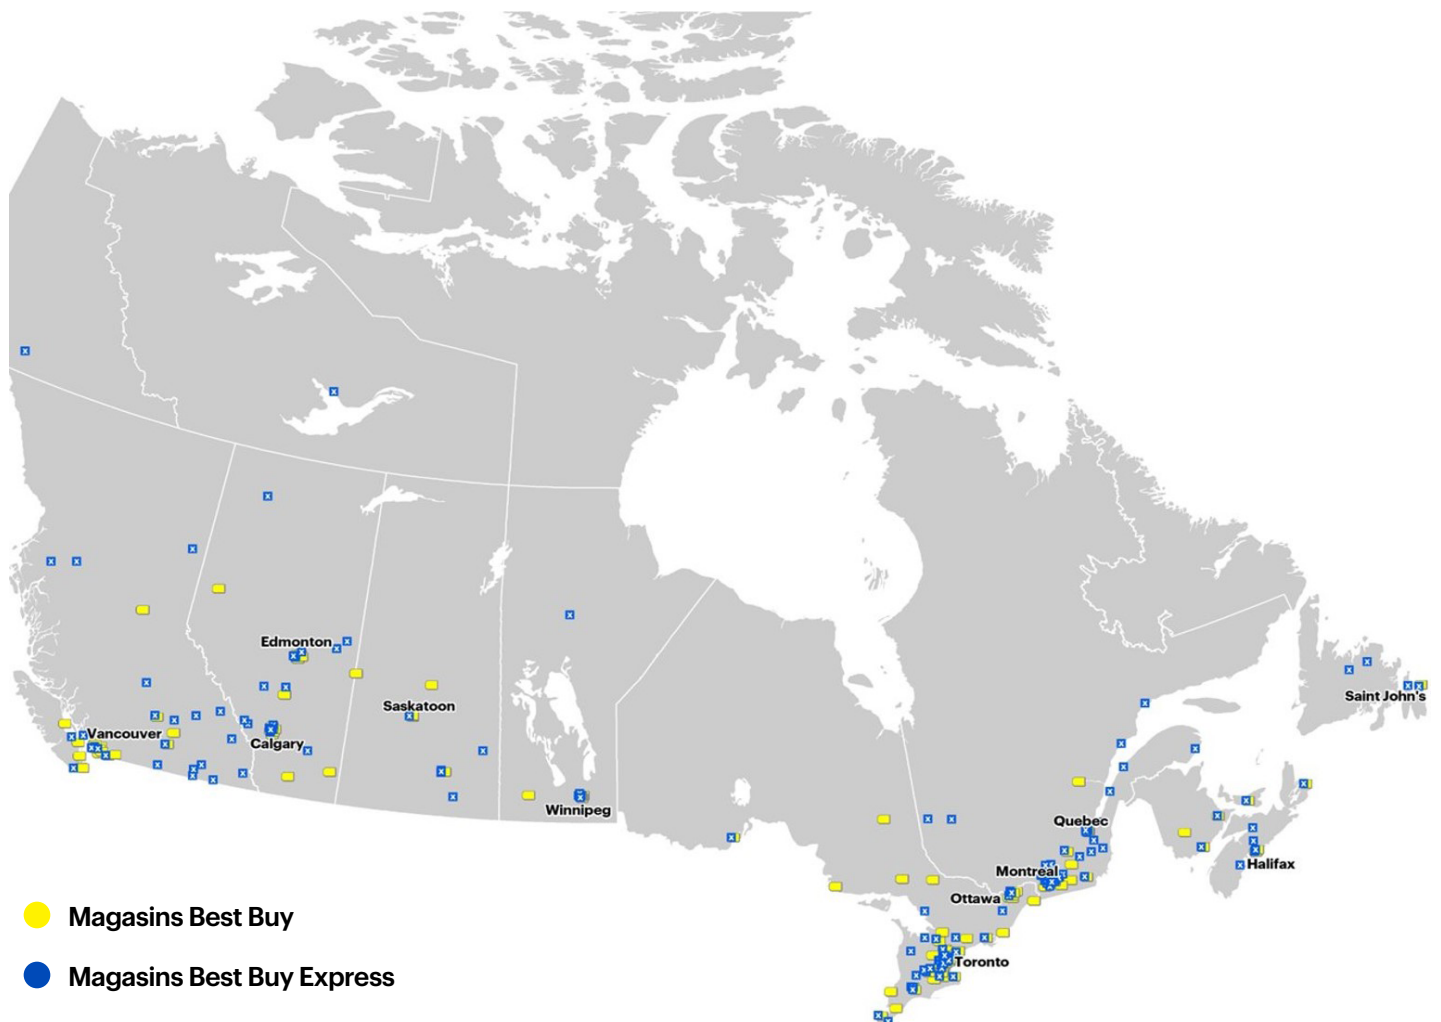 Edmonton
Saskatoon
Saint John's
Vancouver
Calgary
Winnipeg
Quebec
Halifax
Montreal
Ottawa
Toronto
Magasins Best Buy
Magasins Best Buy Express